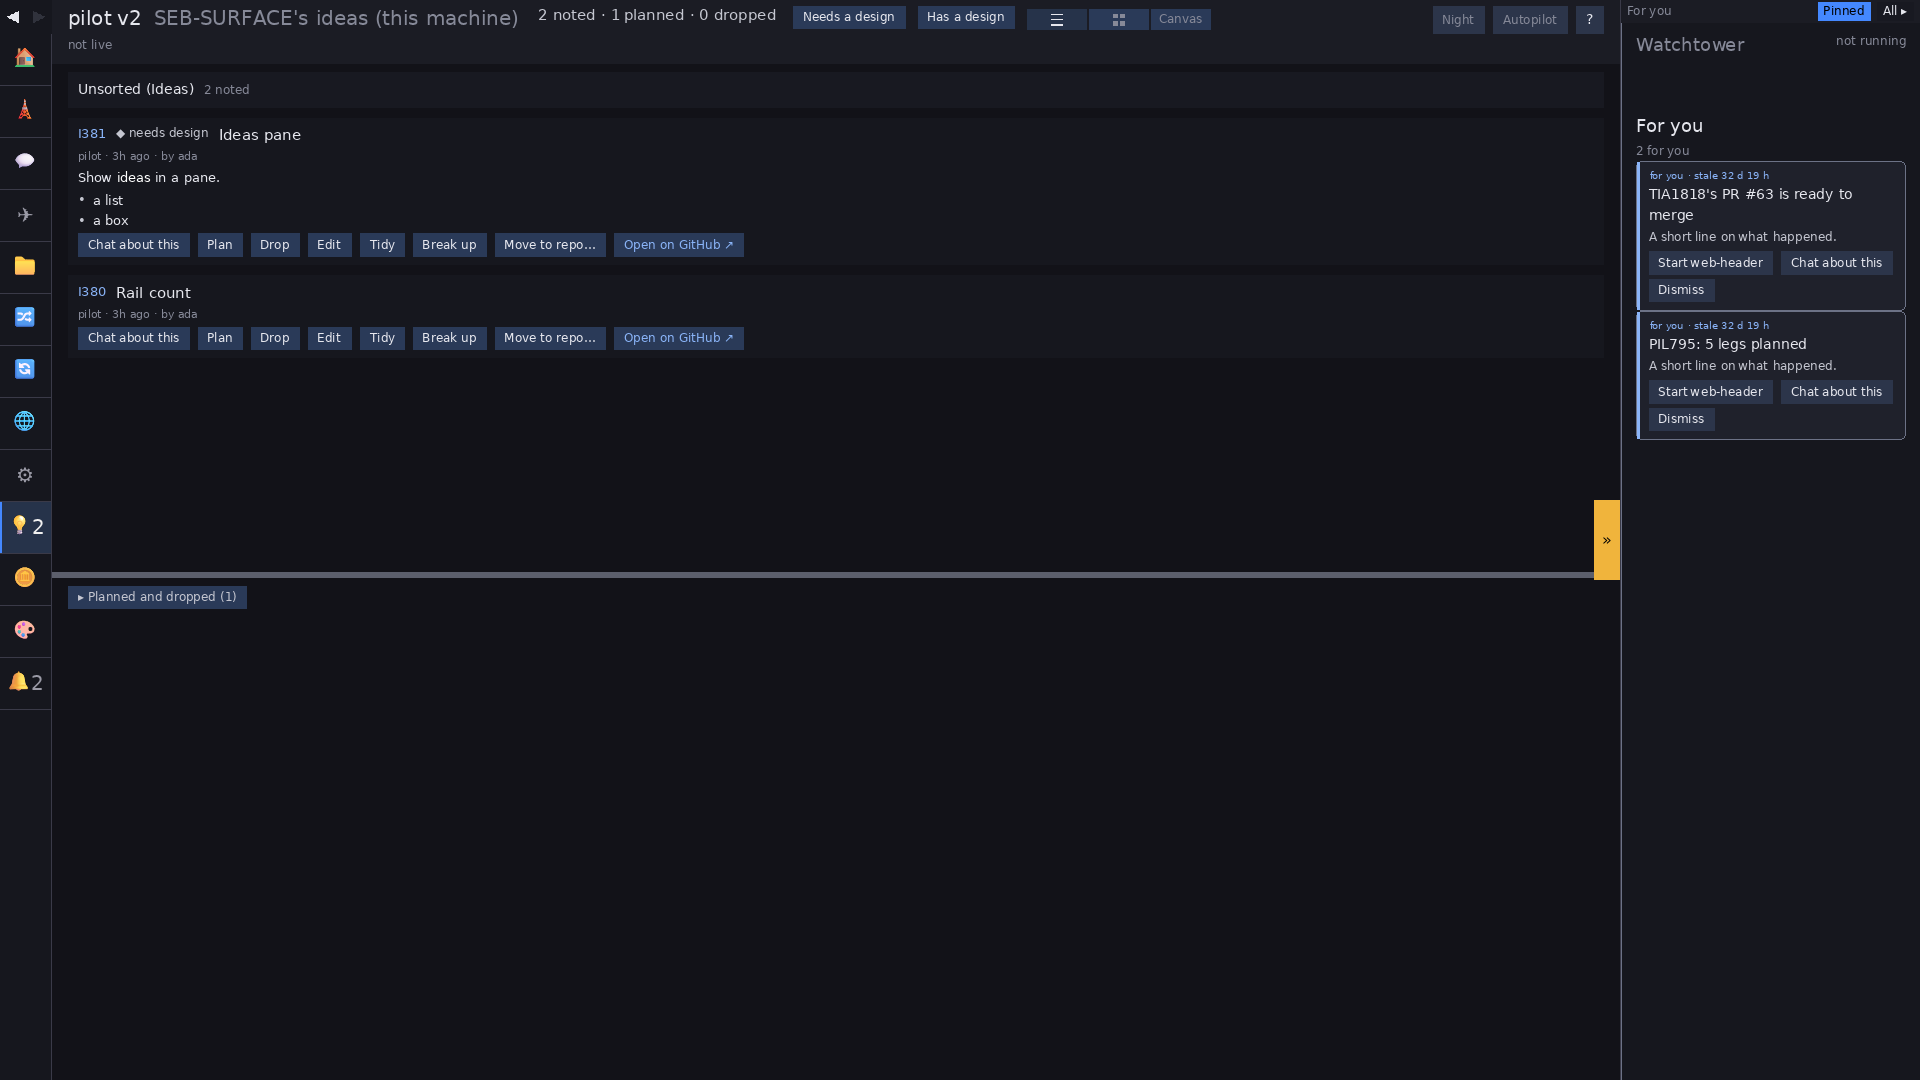 pilot v2 SEB-SURFACE's ideas (this machine) 2 noted · 1 planned · 0 dropped Needs a design Has a design Canvas Night Autopilot ?
not live
Unsorted (Ideas) 2 noted
I381 ◆ needs design Ideas pane
pilot · 3h ago · by ada
Show ideas in a pane.
• a list
• a box
Chat about this Plan Drop Edit Tidy Break up Move to repo... Open on GitHub ↗
I380 Rail count
pilot · 3h ago · by ada
Chat about this Plan Drop Edit Tidy Break up Move to repo... Open on GitHub ↗
»
▸ Planned and dropped (1)
2
2
For you Pinned All ▸
Watchtower not running
For you
2 for you
for you · stale 32 d 19 h
TIA1818's PR #63 is ready to
merge
A short line on what happened.
Start web-header Chat about this
Dismiss
for you · stale 32 d 19 h
PIL795: 5 legs planned
A short line on what happened.
Start web-header Chat about this
Dismiss